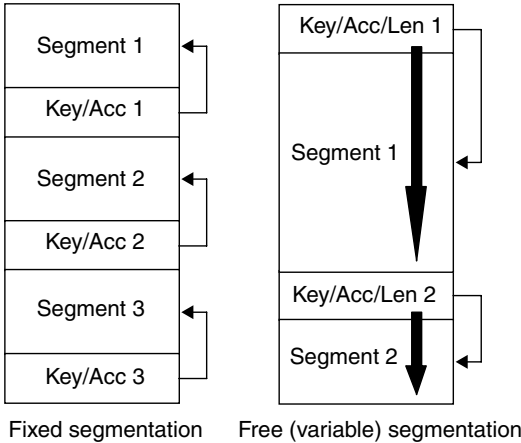 Segment 1
Key/Acc 1
Segment 2
Key/Acc 2
Segment 3
Key/Acc 3
Fixed segmentation
Key/Acc/Len 1
Segment 1
Key/Acc/Len 2
Segment 2
Free (variable) segmentation